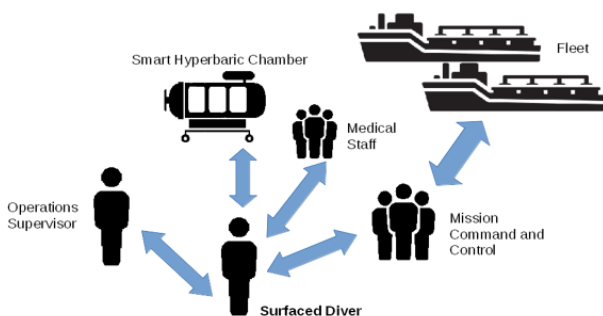 Smart Hyperbaric Chamber
Fleet
Medical
Staff
Operations
Supervisor
Mission
Command and
Control
Surfaced Diver